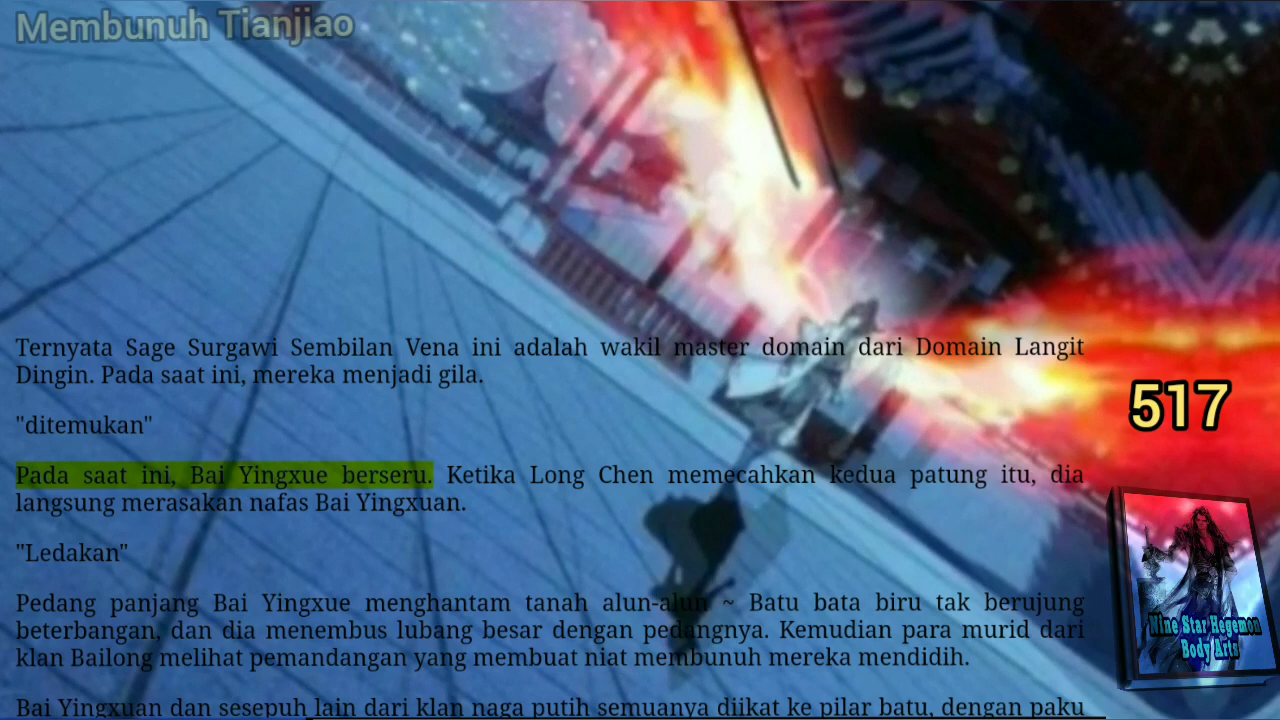 Membunuh Tianjiao
Ternyata Sage Surgawi Sembilan Vena ini adalah wakil master domain dari Domain Langit
Dingin. Pada saat ini, mereka menjadi gila.
"ditemukan"
Pada saat ini, Bai Yingxue berseru. Ketika Long Chen memecahkan kedua patung itu, dia
langsung merasakan nafas Bai Yingxuan.
"Ledakan"
Pedang panjang Bai Yingxue menghantam tanah alun-alun ~ Batu bata biru tak berujung
beterbangan, dan dia menembus lubang besar dengan pedangnya. Kemudian para murid dari
klan Bailong melihat pemandangan yang membuat niat membunuh mereka mendidih.
Bai Yingxuan dan sesepuh lain dari klan naga putih semuanya diikat ke pilar batu, dengan paku
517
Nine Star Hegemon
Body Arts